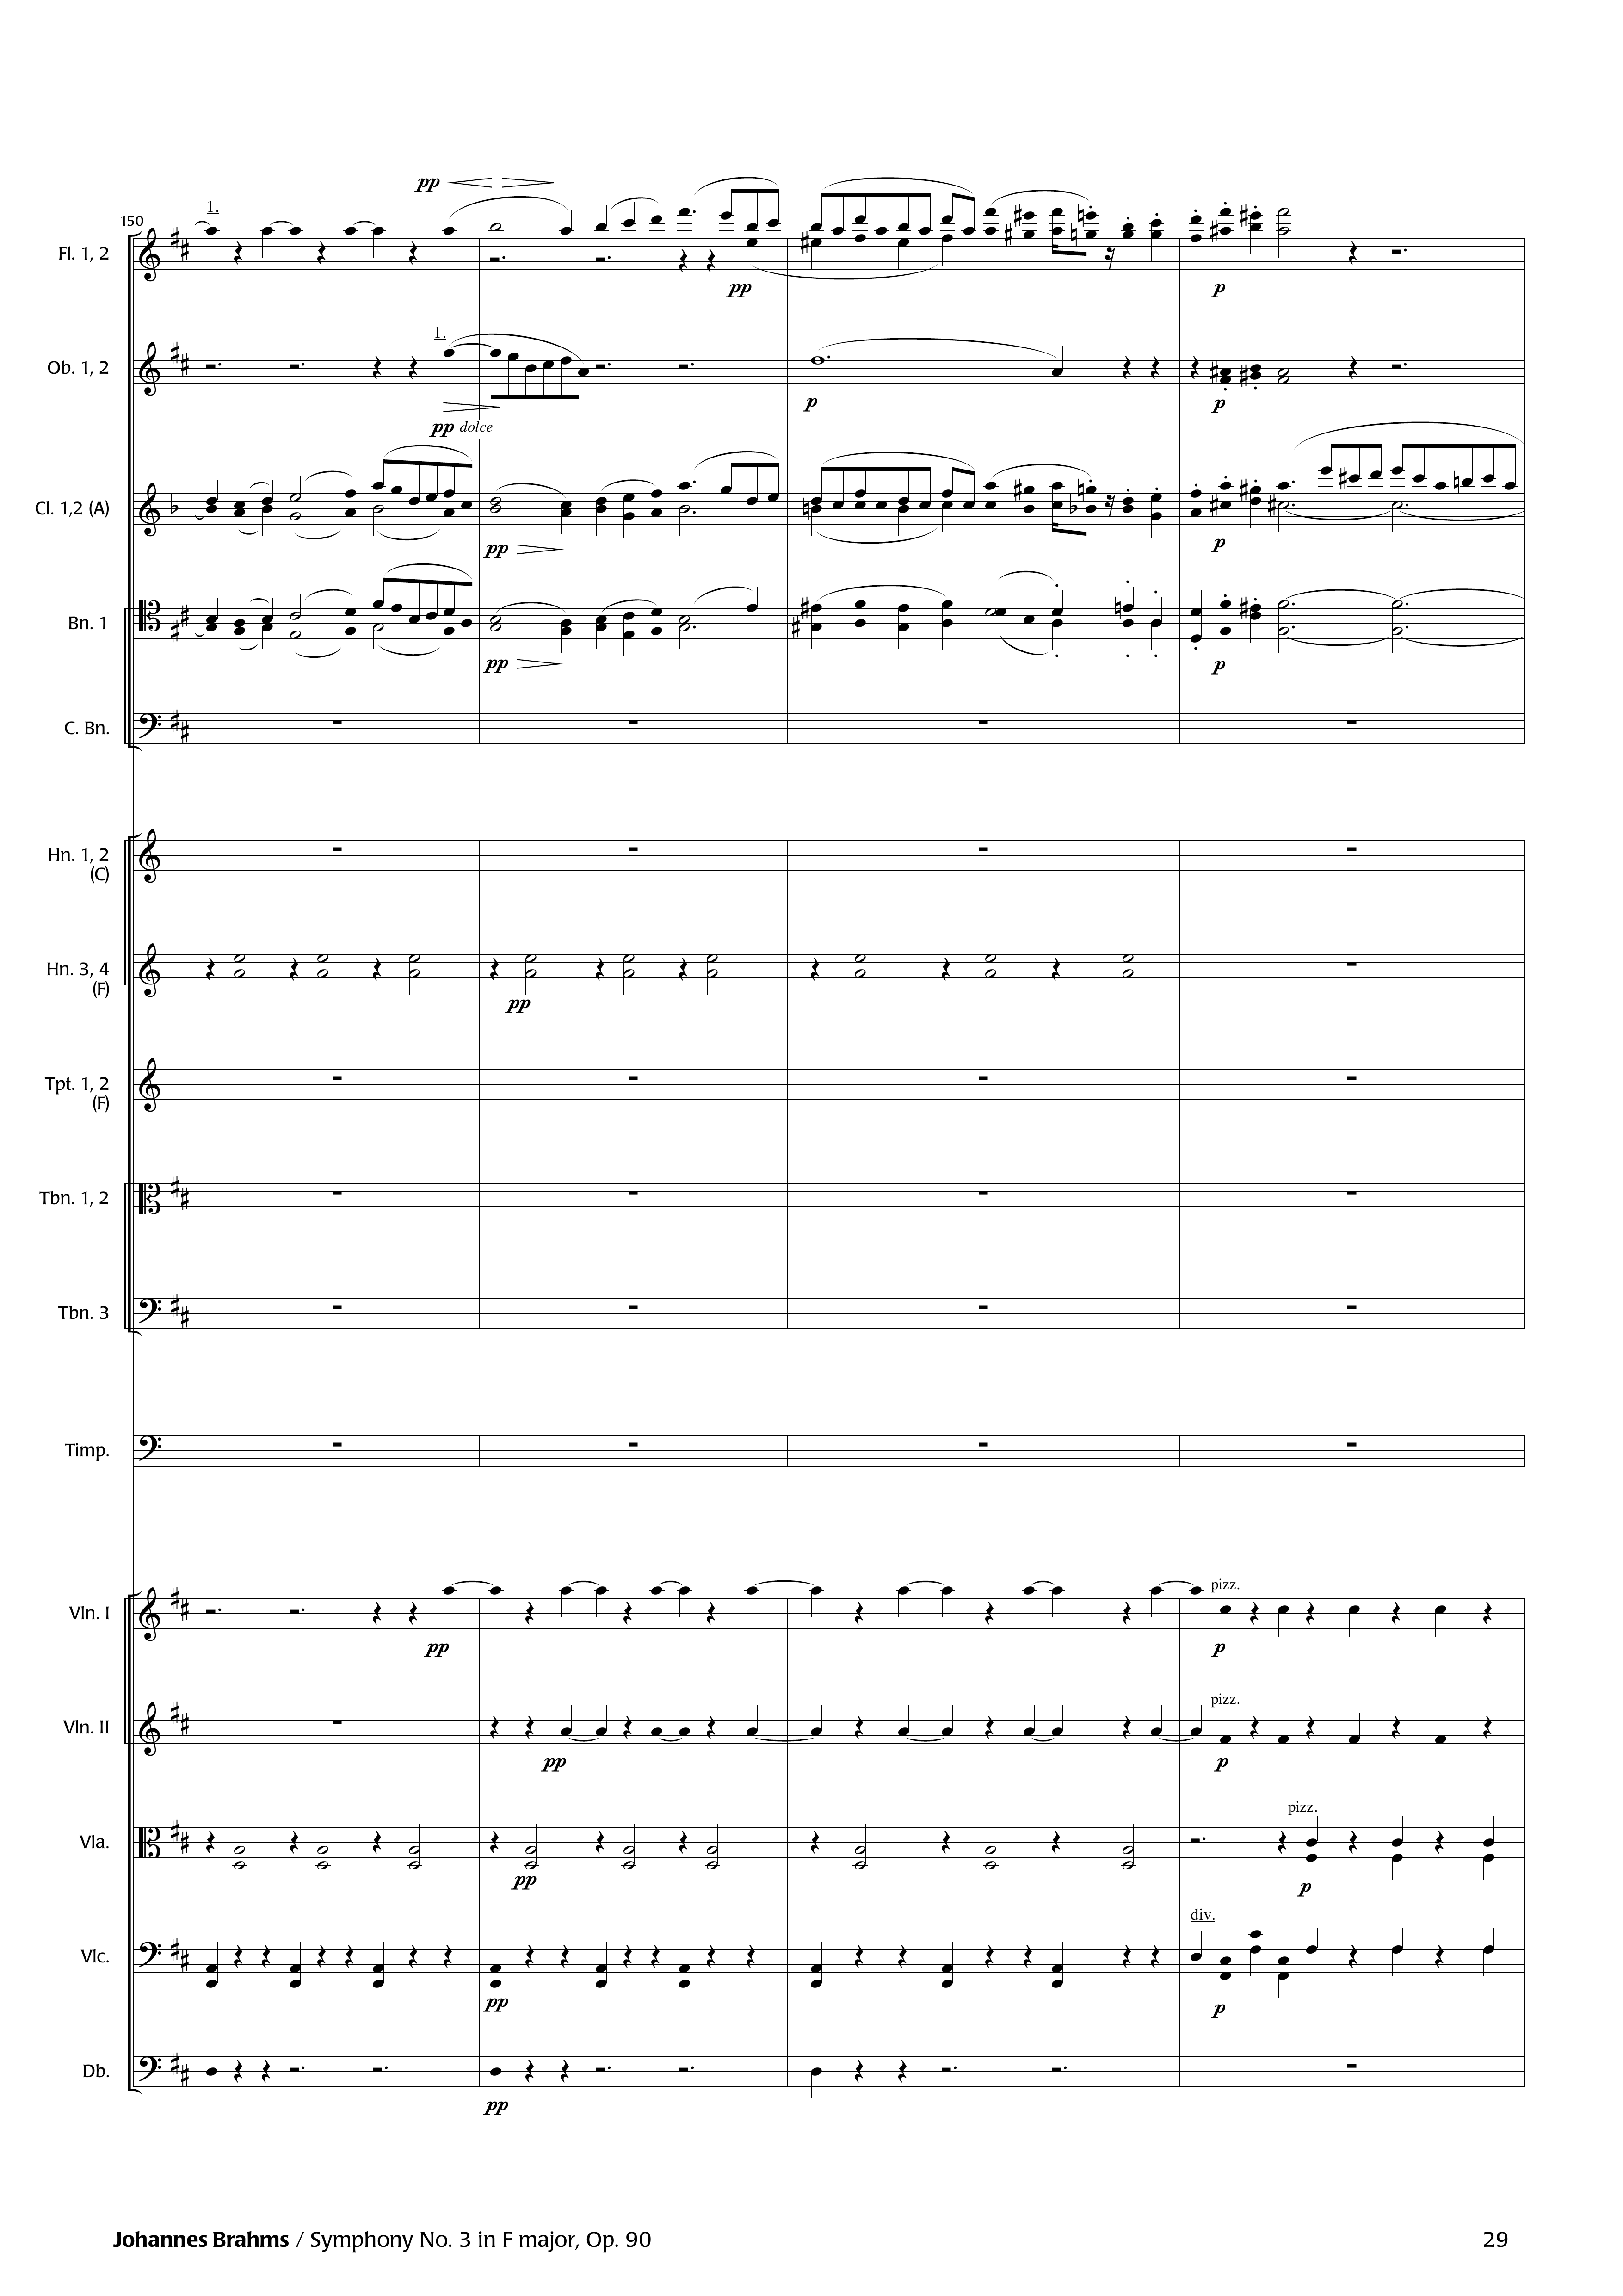 pp
1.
150
Fl. 1, 2
pp
p
1.
Ob. 1, 2
p
p
pp dolce
Cl. 1,2 (A)
pp
p
Bn. 1
pp
p
C. Bn.
Hn. 1, 2
(C)
Hn. 3, 4
(F)
pp
Tpt. 1, 2
(F)
Tbn. 1, 2
Tbn. 3
Timp.
pizz.
Vln. I
pp
p
pizz.
Vln. II
pp
p
pizz.
Vla.
pp
p
div.
Vlc.
pp
p
Db.
pp
Johannes Brahms / Symphony No. 3 in F major, Op. 90
29